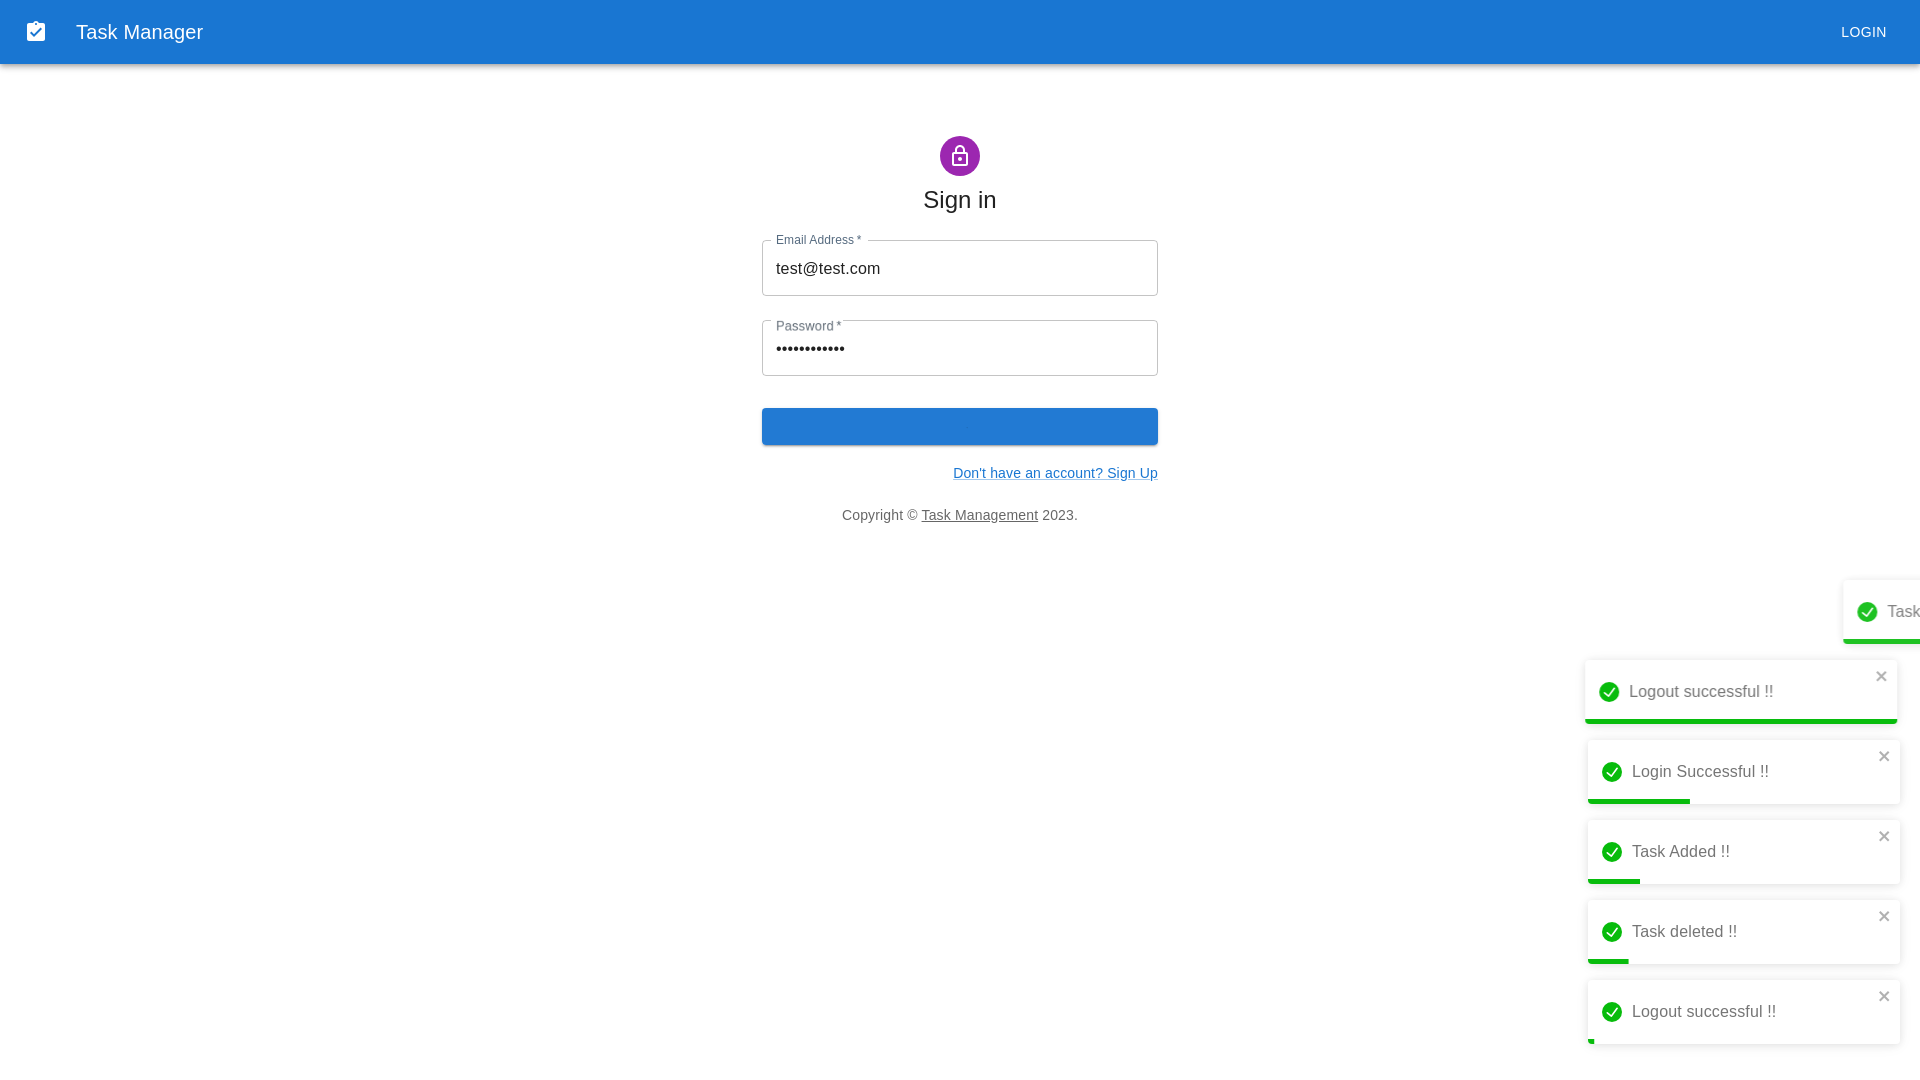 Task Manager
LOGIN
Sign in
Email Address *
test@test.com
Password *
••••••••••••
Don't have an account? Sign Up
Copyright © Task Management 2023.
Task
Logout successful !!
Login Successful !!
Task Added !!
Task deleted !!
Logout successful !!